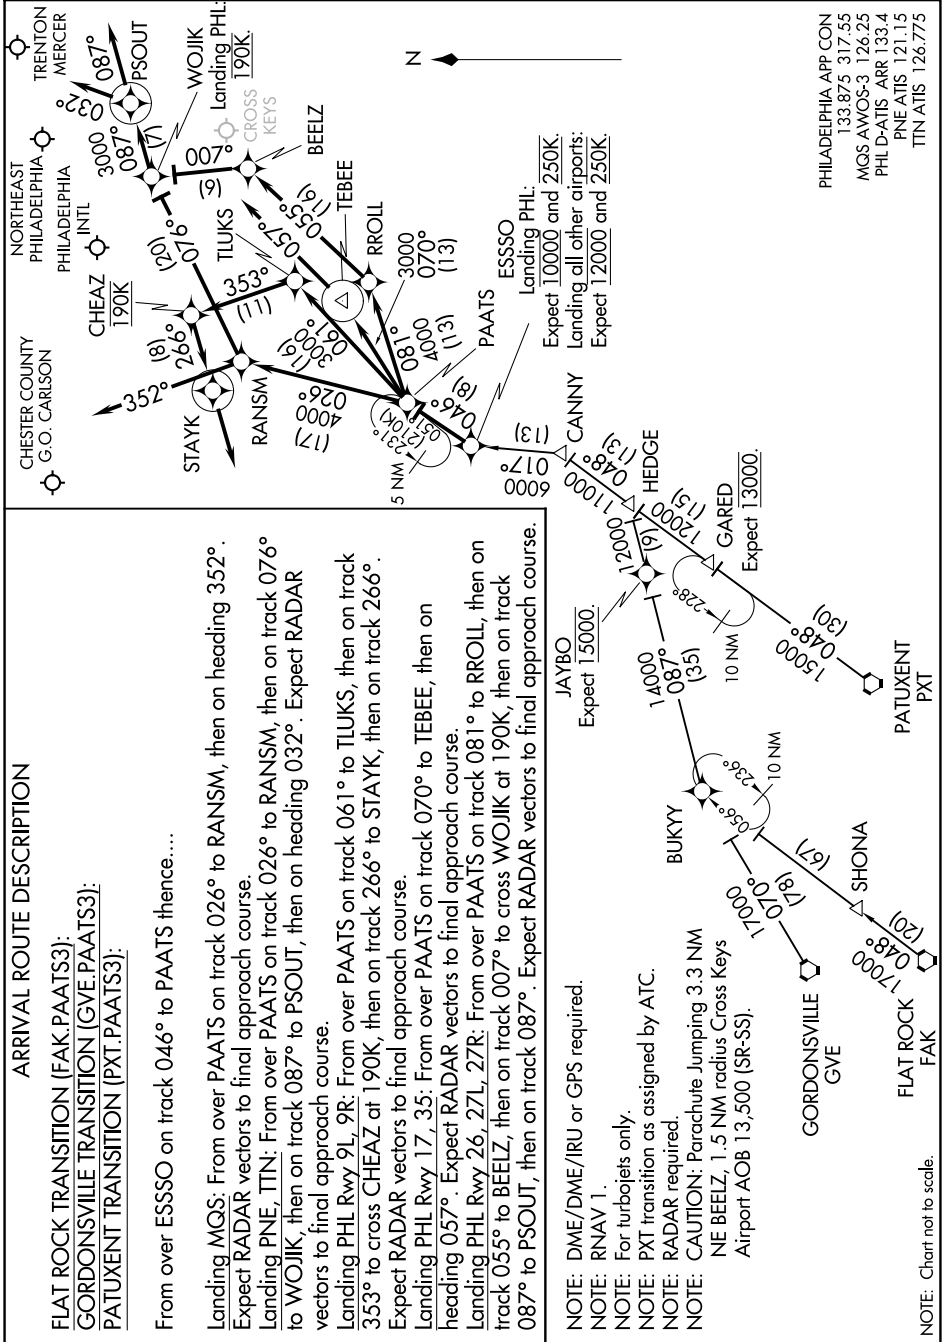 ARRIVAL ROUTE DESCRIPTION
FLAT ROCK TRANSITION (FAK.PAATS3):
GORDONSVILLE TRANSITION (GVE.PAATS3):
PATUXENT TRANSITION (PXT.PAATS3):
From over ESSSO on track 046° to PAATS thence....
Landing MQS: From over PAATS on track 026° to RANSM, then on heading 352°.
Expect RADAR vectors to final approach course.
Landing PNE, TTN: From over PAATS on track 026° to RANSM, then on track 076°
to WOJIK, then on track 087° to PSOUT, then on heading 032°. Expect RADAR
vectors to final approach course.
Landing PHL Rwy 9L, 9R: From over PAATS on track 061° to TLUKS, then on track
353° to cross CHEAZ at 190K, then on track 266° to STAYK, then on track 266°.
Expect RADAR vectors to final approach course.
Landing PHL Rwy 17, 35: From over PAATS on track 070° to TEBEE, then on
heading 057°. Expect RADAR vectors to final approach course.
Landing PHL Rwy 26, 27L, 27R: From over PAATS on track 081° to RROLL, then on
track 055° to BEELZ, then on track 007° to cross WOJIK at 190K, then on track
087° to PSOUT, then on track 087°. Expect RADAR vectors to final approach course.
NOTE: DME/DME/IRU or GPS required.
NOTE: RNAV 1.
NOTE: For turbojets only.
NOTE: PXT transition as assigned by ATC.
NOTE: RADAR required.
NOTE: CAUTION: Parachute Jumping 3.3 NM
NE BEELZ, 1.5 NM radius Cross Keys
Airport AOB 13,500 (SR-SS).
NOTE: Chart not to scale.
CHESTER COUNTY
G.O. CARLSON
NORTHEAST
PHILADELPHIA
PHILADELPHIA
INTL
TRENTON
MERCER
CROSS
KEYS
N
PSOUT
087°
032°
3000
087°
(7)
WOJIK
Landing PHL:
190K.
BEELZ
007°
(9)
CHEAZ
190K
(20)
076°
TLUKS
353°
(11)
(8)
266°
STAYK
RANSM
352°
TEBEE
057°
RROLL
055°
(16)
3000
070°
(13)
081°
4000
(13)
(16)
3000
061°
(17)
4000
026°
PAATS
5 NM
231°
051°
(210K)
046°
(8)
ESSSO
Landing PHL:
Expect 10000 and 250K.
Landing all other airports:
Expect 12000 and 250K.
CANNY
6000
017°
(13)
HEDGE
11000
048°
(13)
GARED
Expect 13000.
12000
(15)
228°
10 NM
JAYBO
Expect 15000.
12000
(9)
14000
087°
(35)
15000
048°
(30)
PATUXENT
PXT
BUKYY
236°
056°
10 NM
17000
070°
(78)
GORDONSVILLE
GVE
(67)
SHONA
17000
048°
(20)
FLAT ROCK
FAK
PHILADELPHIA APP CON
133.875 317.55
MQS AWOS-3 126.25
PHL D-ATIS ARR 133.4
PNE ATIS 121.15
TTN ATIS 126.775